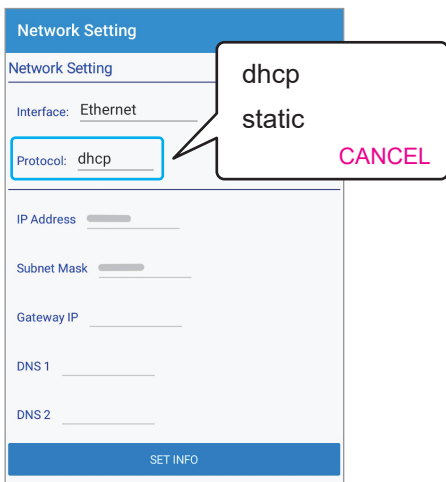 Network Setting
Network Setting
Interface: Ethernet
Protocol: dhcp
dhcp
static
CANCEL
IP Address
Subnet Mask
Gateway IP
DNS 1
DNS 2
SET INFO